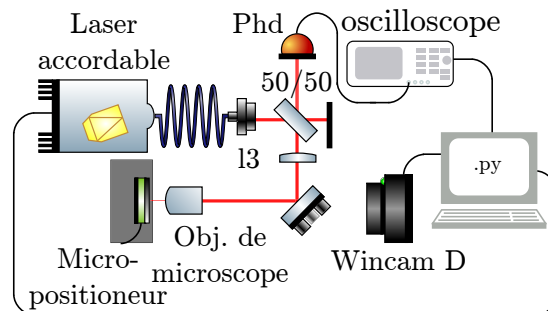 Laser
accordable
Phd
oscilloscope
50/50
l3
.py
Obj. de
microscope
Micro-
positioneur
Wincam D